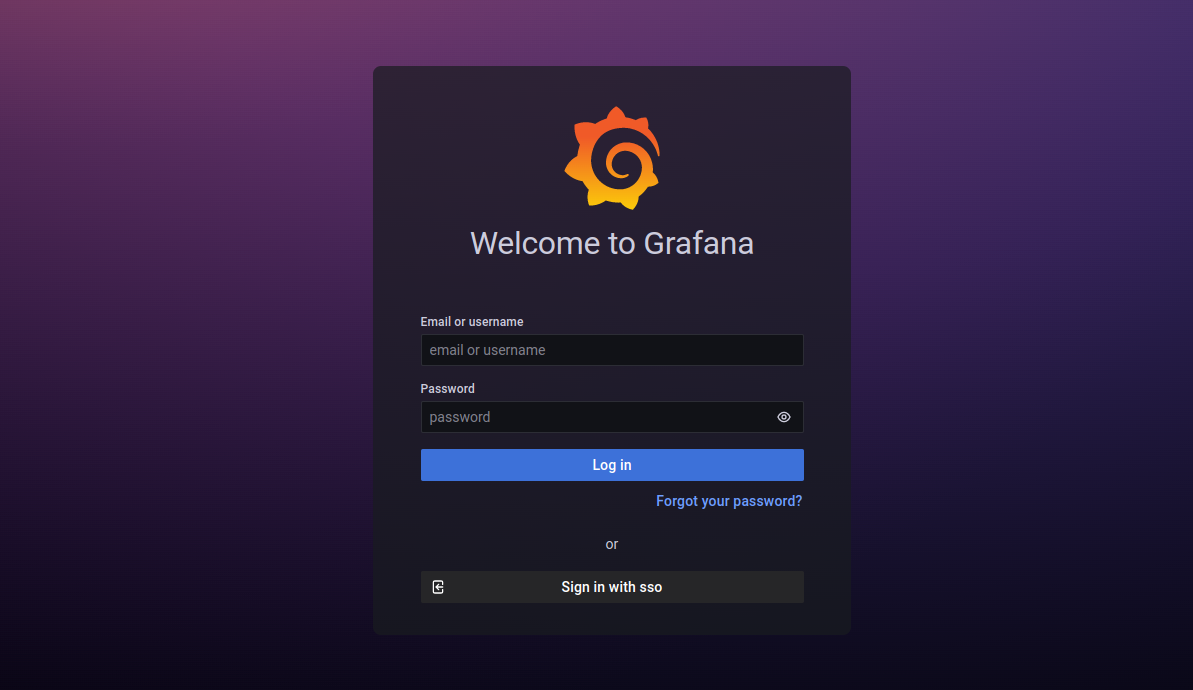 Welcome to Grafana
Email or username
email or username
Password
password
Log in
Forgot your password?
or
Sign in with sso